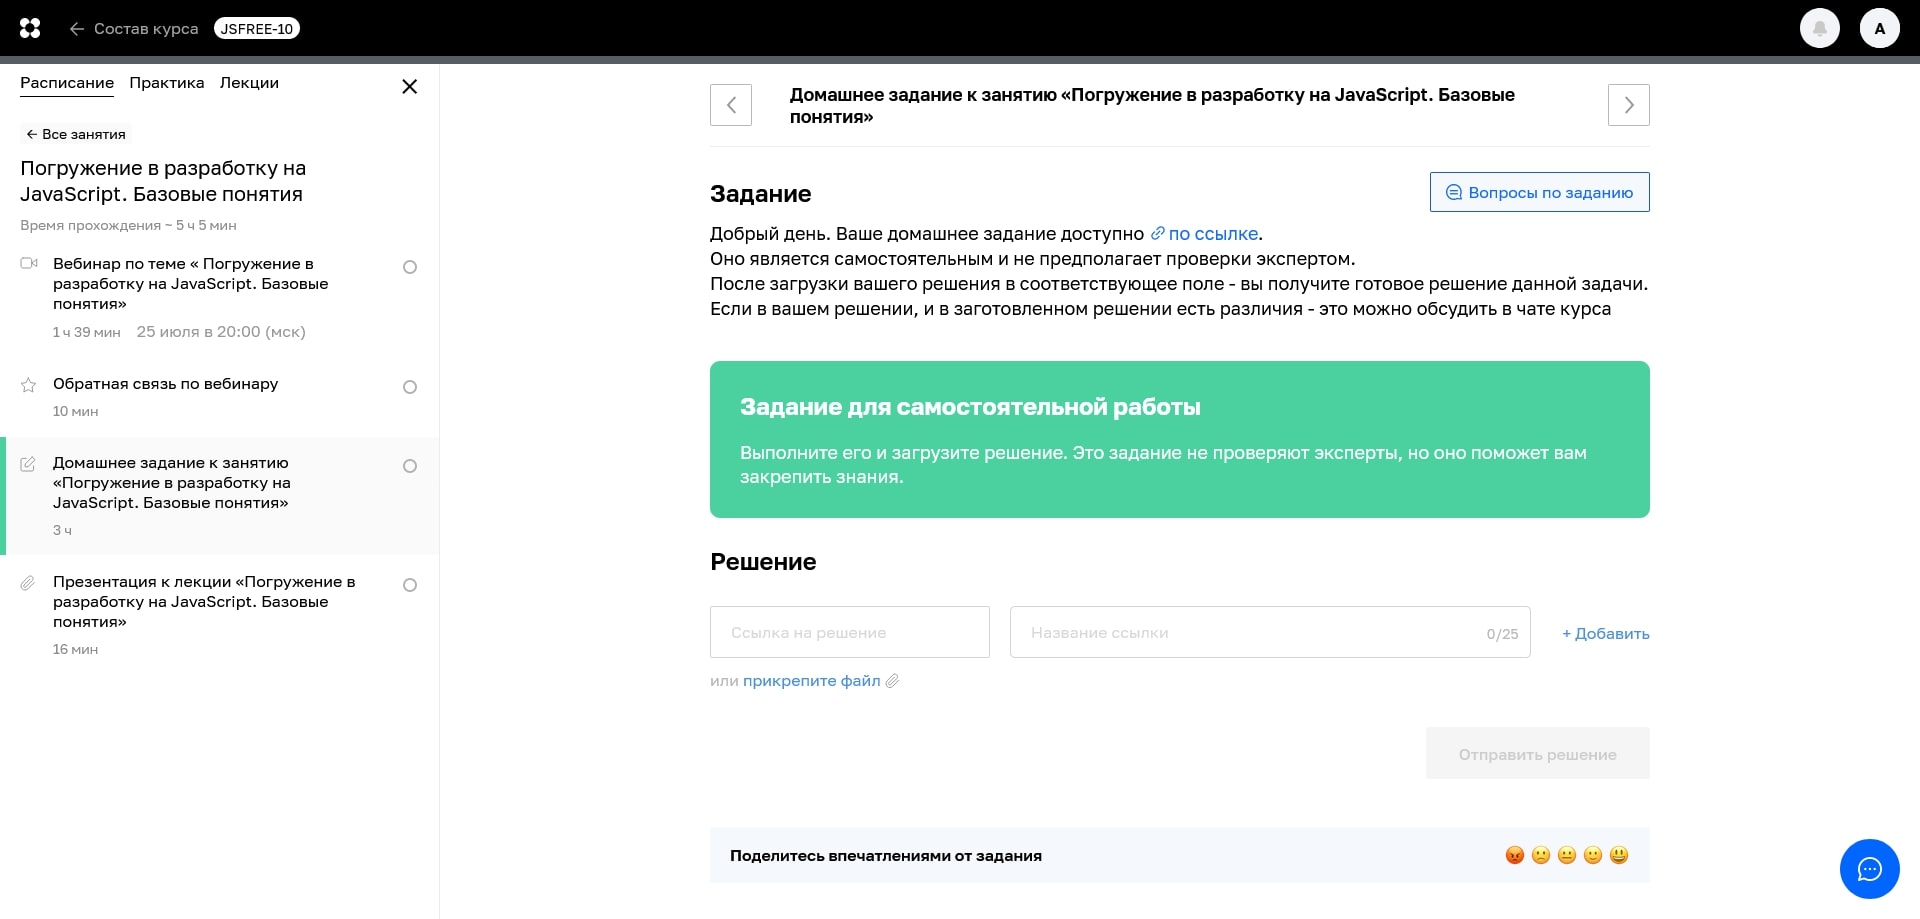 Состав курса
JSFREE-10
A
Расписание Практика Лекции
Все занятия
Погружение в разработку на
JavaScript. Базовые понятия
Время прохождения ~ 5 ч 5 мин
Вебинар по теме « Погружение в
разработку на JavaScript. Базовые
понятия»
1 ч 39 мин 25 июля в 20:00 (мск)
Обратная связь по вебинару
10 мин
Домашнее задание к занятию
«Погружение в разработку на
JavaScript. Базовые понятия»
3 ч
Презентация к лекции «Погружение в
разработку на JavaScript. Базовые
понятия»
16 мин
Домашнее задание к занятию «Погружение в разработку на JavaScript. Базовые
понятия»
Задание
Вопросы по заданию
Добрый день. Ваше домашнее задание доступно по ссылке.
Оно является самостоятельным и не предполагает проверки экспертом.
После загрузки вашего решения в соответствующее поле - вы получите готовое решение данной задачи.
Если в вашем решении, и в заготовленном решении есть различия - это можно обсудить в чате курса
Задание для самостоятельной работы
Выполните его и загрузите решение. Это задание не проверяют эксперты, но оно поможет вам
закрепить знания.
Решение
Ссылка на решение
Название ссылки
0/25
+ Добавить
или прикрепите файл
Отправить решение
Поделитесь впечатлениями от задания